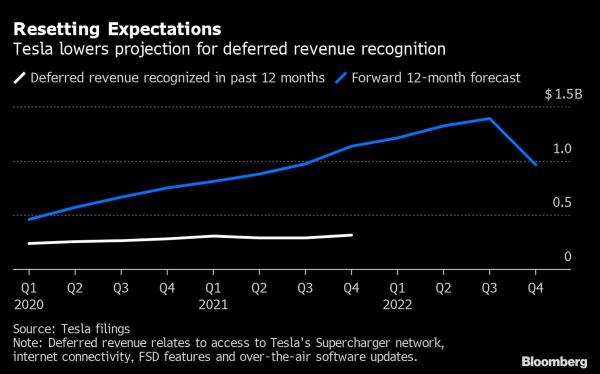 Resetting Expectations
Tesla lowers projection for deferred revenue recognition
Deferred revenue recognized in past 12 months Forward 12-month forecast
$ 1.5B
1.0
0.5
0
Q1 Q2 Q3 Q4 Q1 Q2 Q3 Q4 Q1 Q2 Q3 Q4
2020 2021 2022
Source: Tesla filings
Note: Deferred revenue relates to access to Tesla's Supercharger network,
internet connectivity, FSD features and over-the-air software updates.
Bloomberg